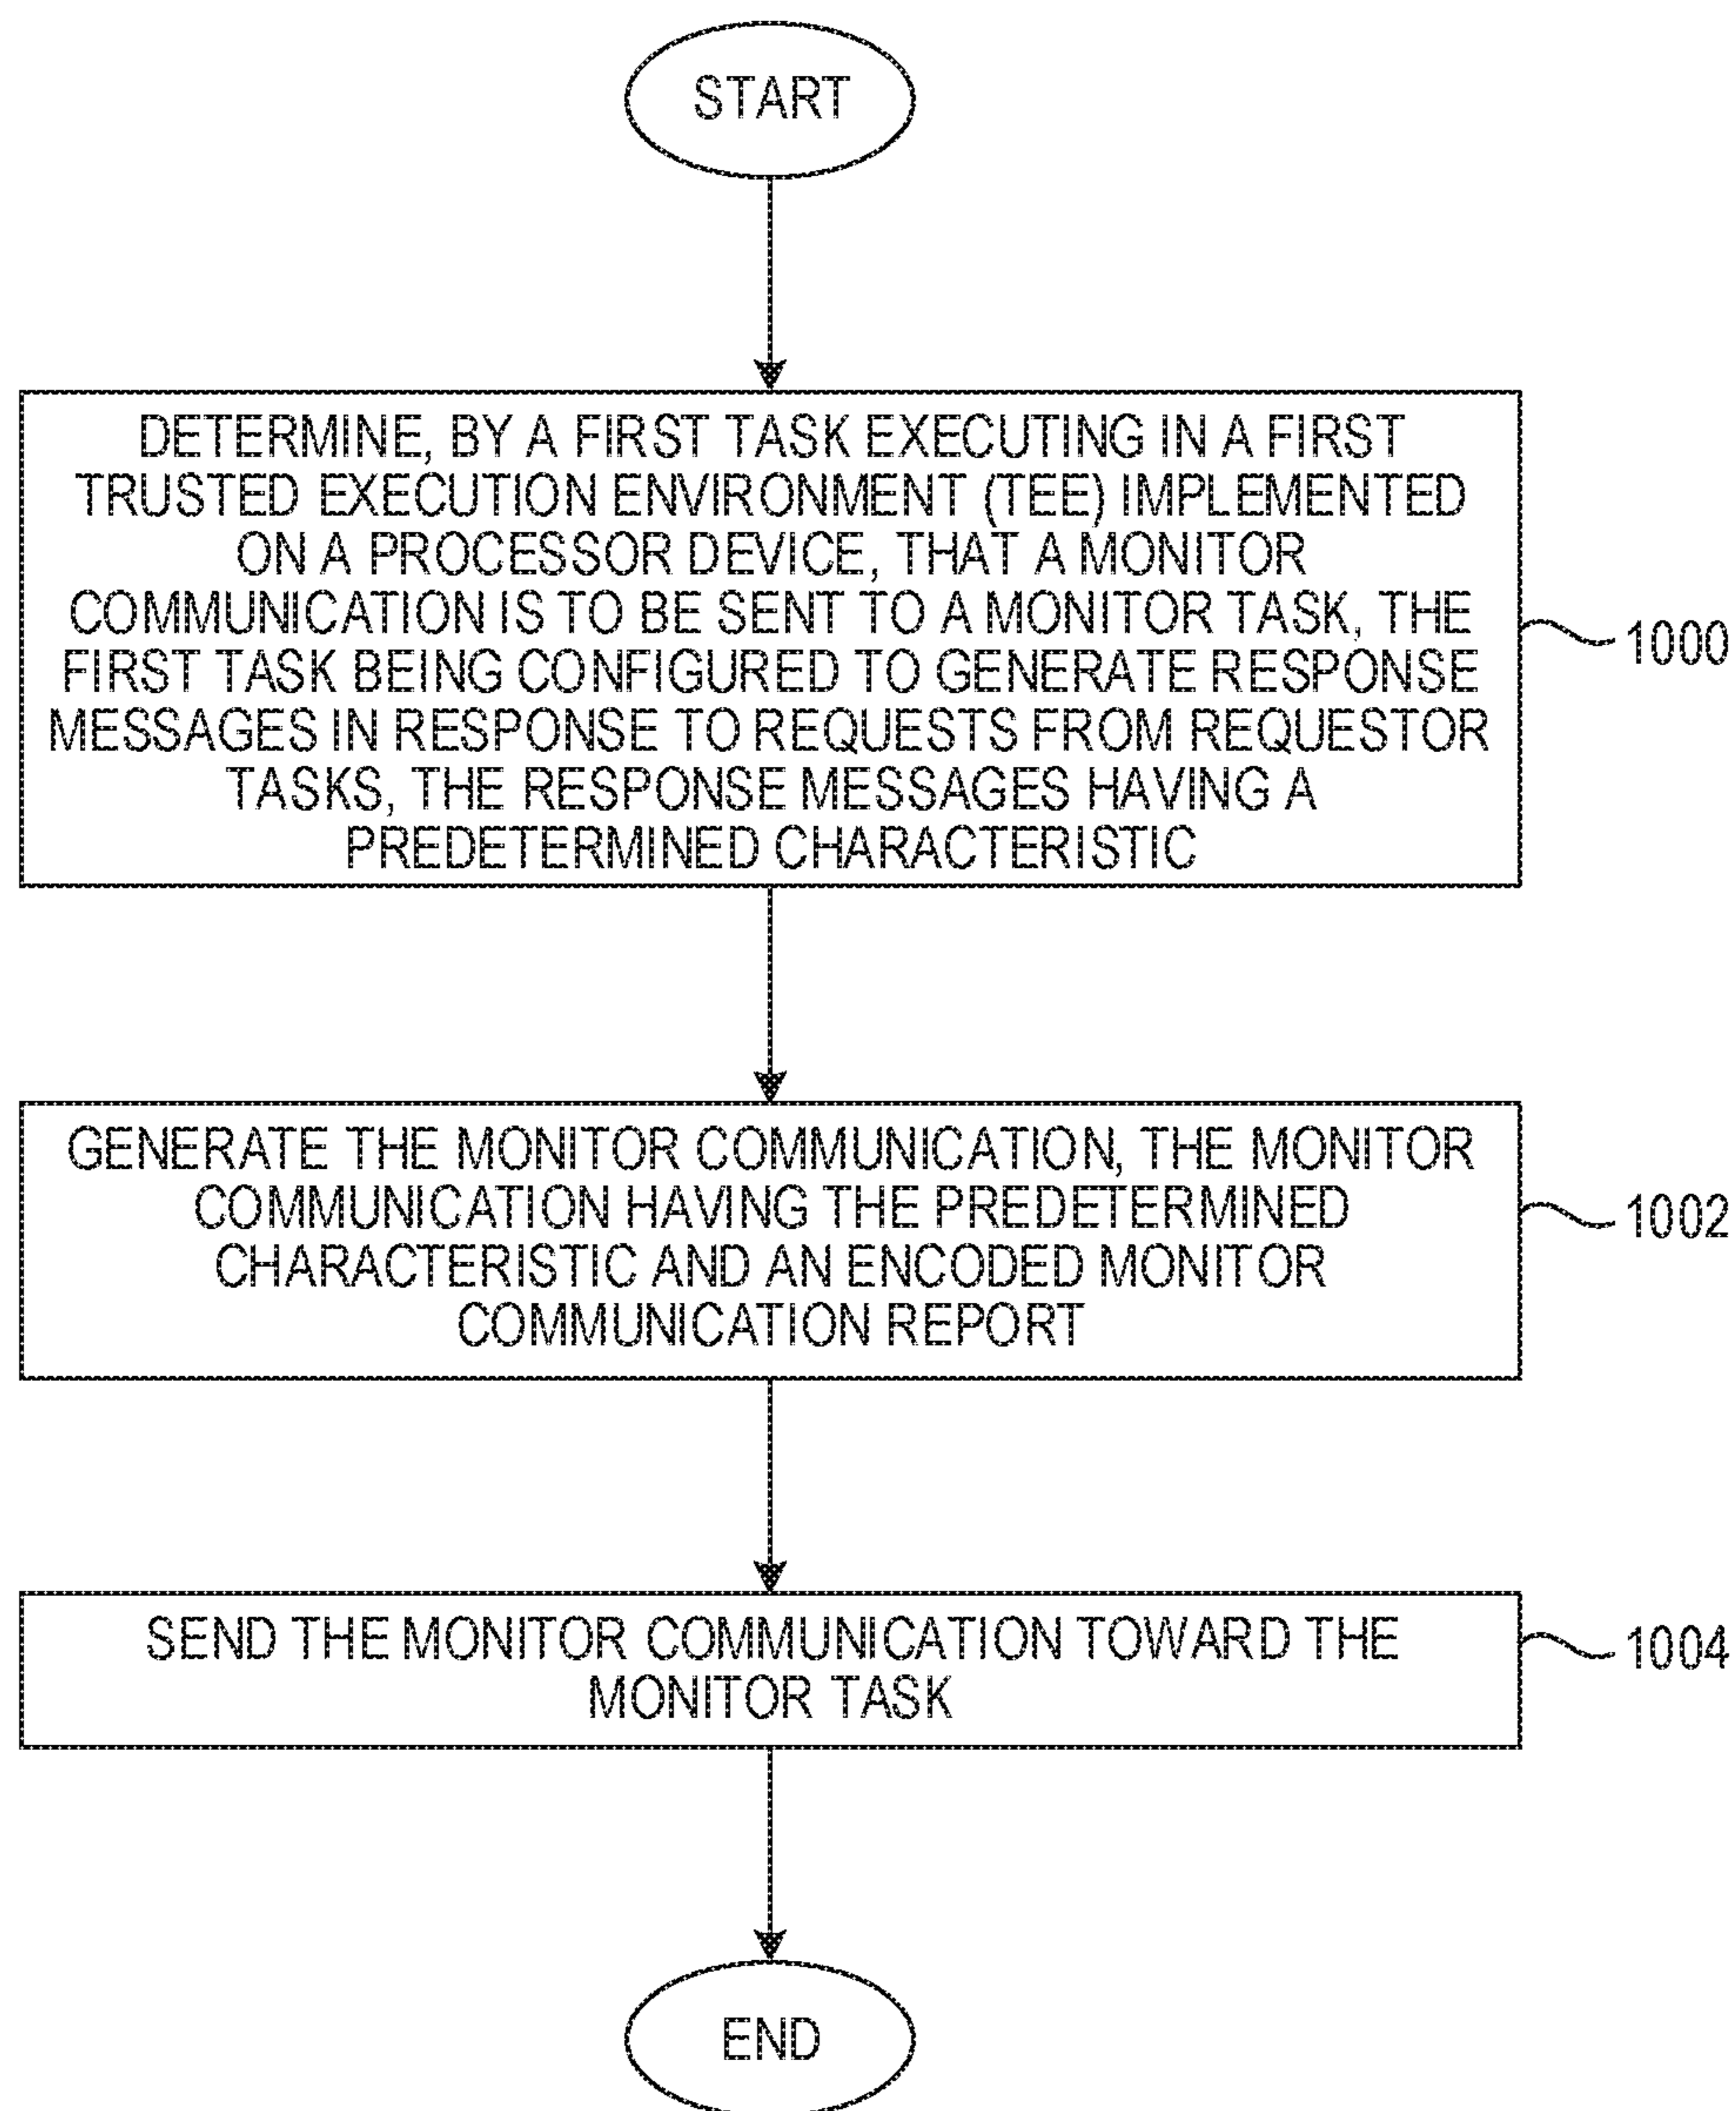 START
DETERMINE, BY A FIRST TASK EXECUTING IN A FIRST
TRUSTED EXECUTION ENVIRONMENT (TEE) IMPLEMENTED
ON A PROCESSOR DEVICE, THAT A MONITOR
COMMUNICATION IS TO BE SENT TO A MONITOR TASK, THE
FIRST TASK BEING CONFIGURED TO GENERATE RESPONSE
MESSAGES IN RESPONSE TO REQUESTS FROM REQUESTOR
TASKS, THE RESPONSE MESSAGES HAVING A
PREDETERMINED CHARACTERISTIC
1000
GENERATE THE MONITOR COMMUNICATION, THE MONITOR
COMMUNICATION HAVING THE PREDETERMINED
CHARACTERISTIC AND AN ENCODED MONITOR
COMMUNICATION REPORT
1002
SEND THE MONITOR COMMUNICATION TOWARD THE
MONITOR TASK
1004
END